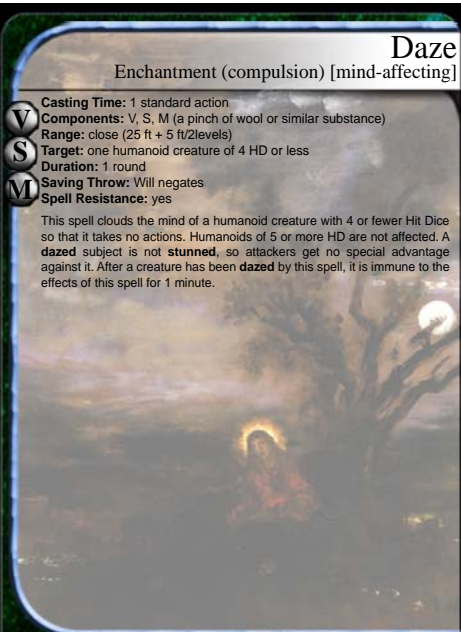 Daze
Enchantment (compulsion) [mind-affecting]
Casting Time: 1 standard action
V
Components: V, S, M (a pinch of wool or similar substance)
Range: close (25 ft + 5 ft/2levels)
S
Target: one humanoid creature of 4 HD or less
Duration: 1 round
M
Saving Throw: Will negates
Spell Resistance: yes
This spell clouds the mind of a humanoid creature with 4 or fewer Hit Dice
so that it takes no actions. Humanoids of 5 or more HD are not affected. A
dazed subject is not stunned, so attackers get no special advantage
against it. After a creature has been dazed by this spell, it is immune to the
effects of this spell for 1 minute.